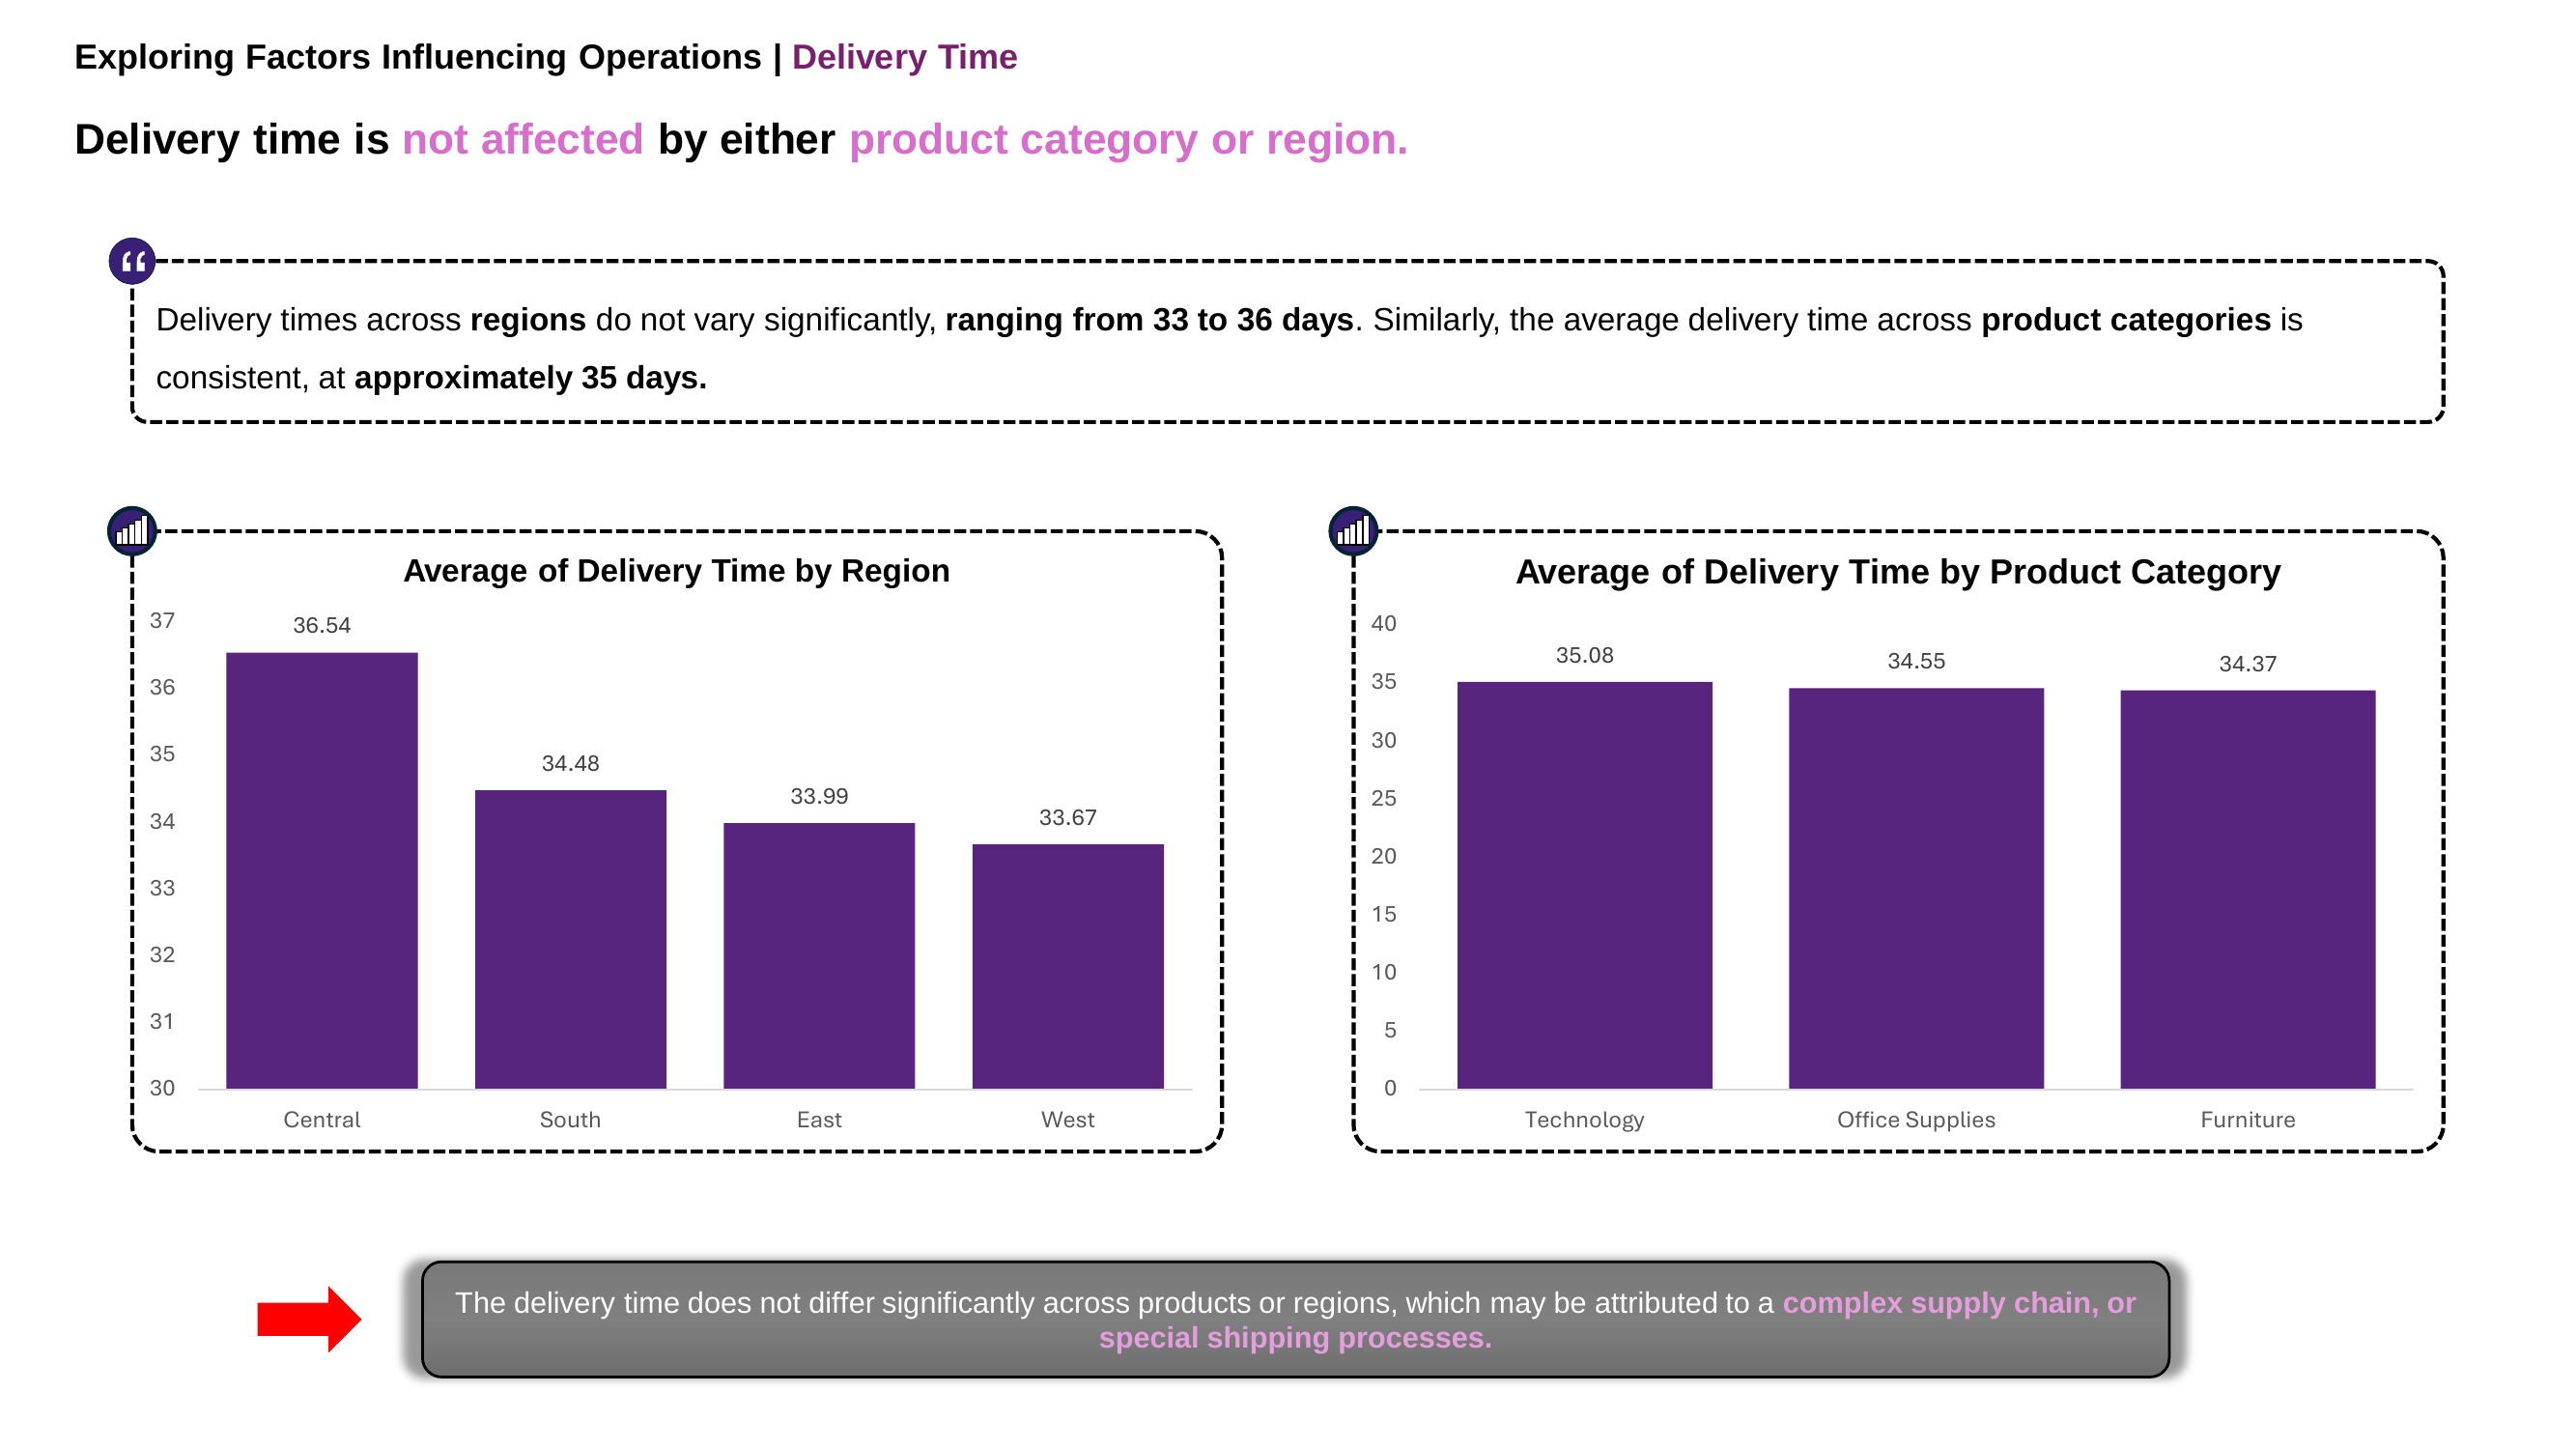 Exploring Factors Influencing Operations | Delivery Time
Delivery time is not affected by either product category or region.
Delivery times across regions do not vary significantly, ranging from 33 to 36 days. Similarly, the average delivery time across product categories is
consistent, at approximately 35 days.
Average of Delivery Time by Region
37
36
35
34
33
32
31
30
36.54
34.48
33.99
33.67
Central
South
East
West
Average of Delivery Time by Product Category
40
35
30
25
20
15
10
5
0
35.08
34.55
34.37
Technology
Office Supplies
Furniture
The delivery time does not differ significantly across products or regions, which may be attributed to a complex supply chain, or
special shipping processes.